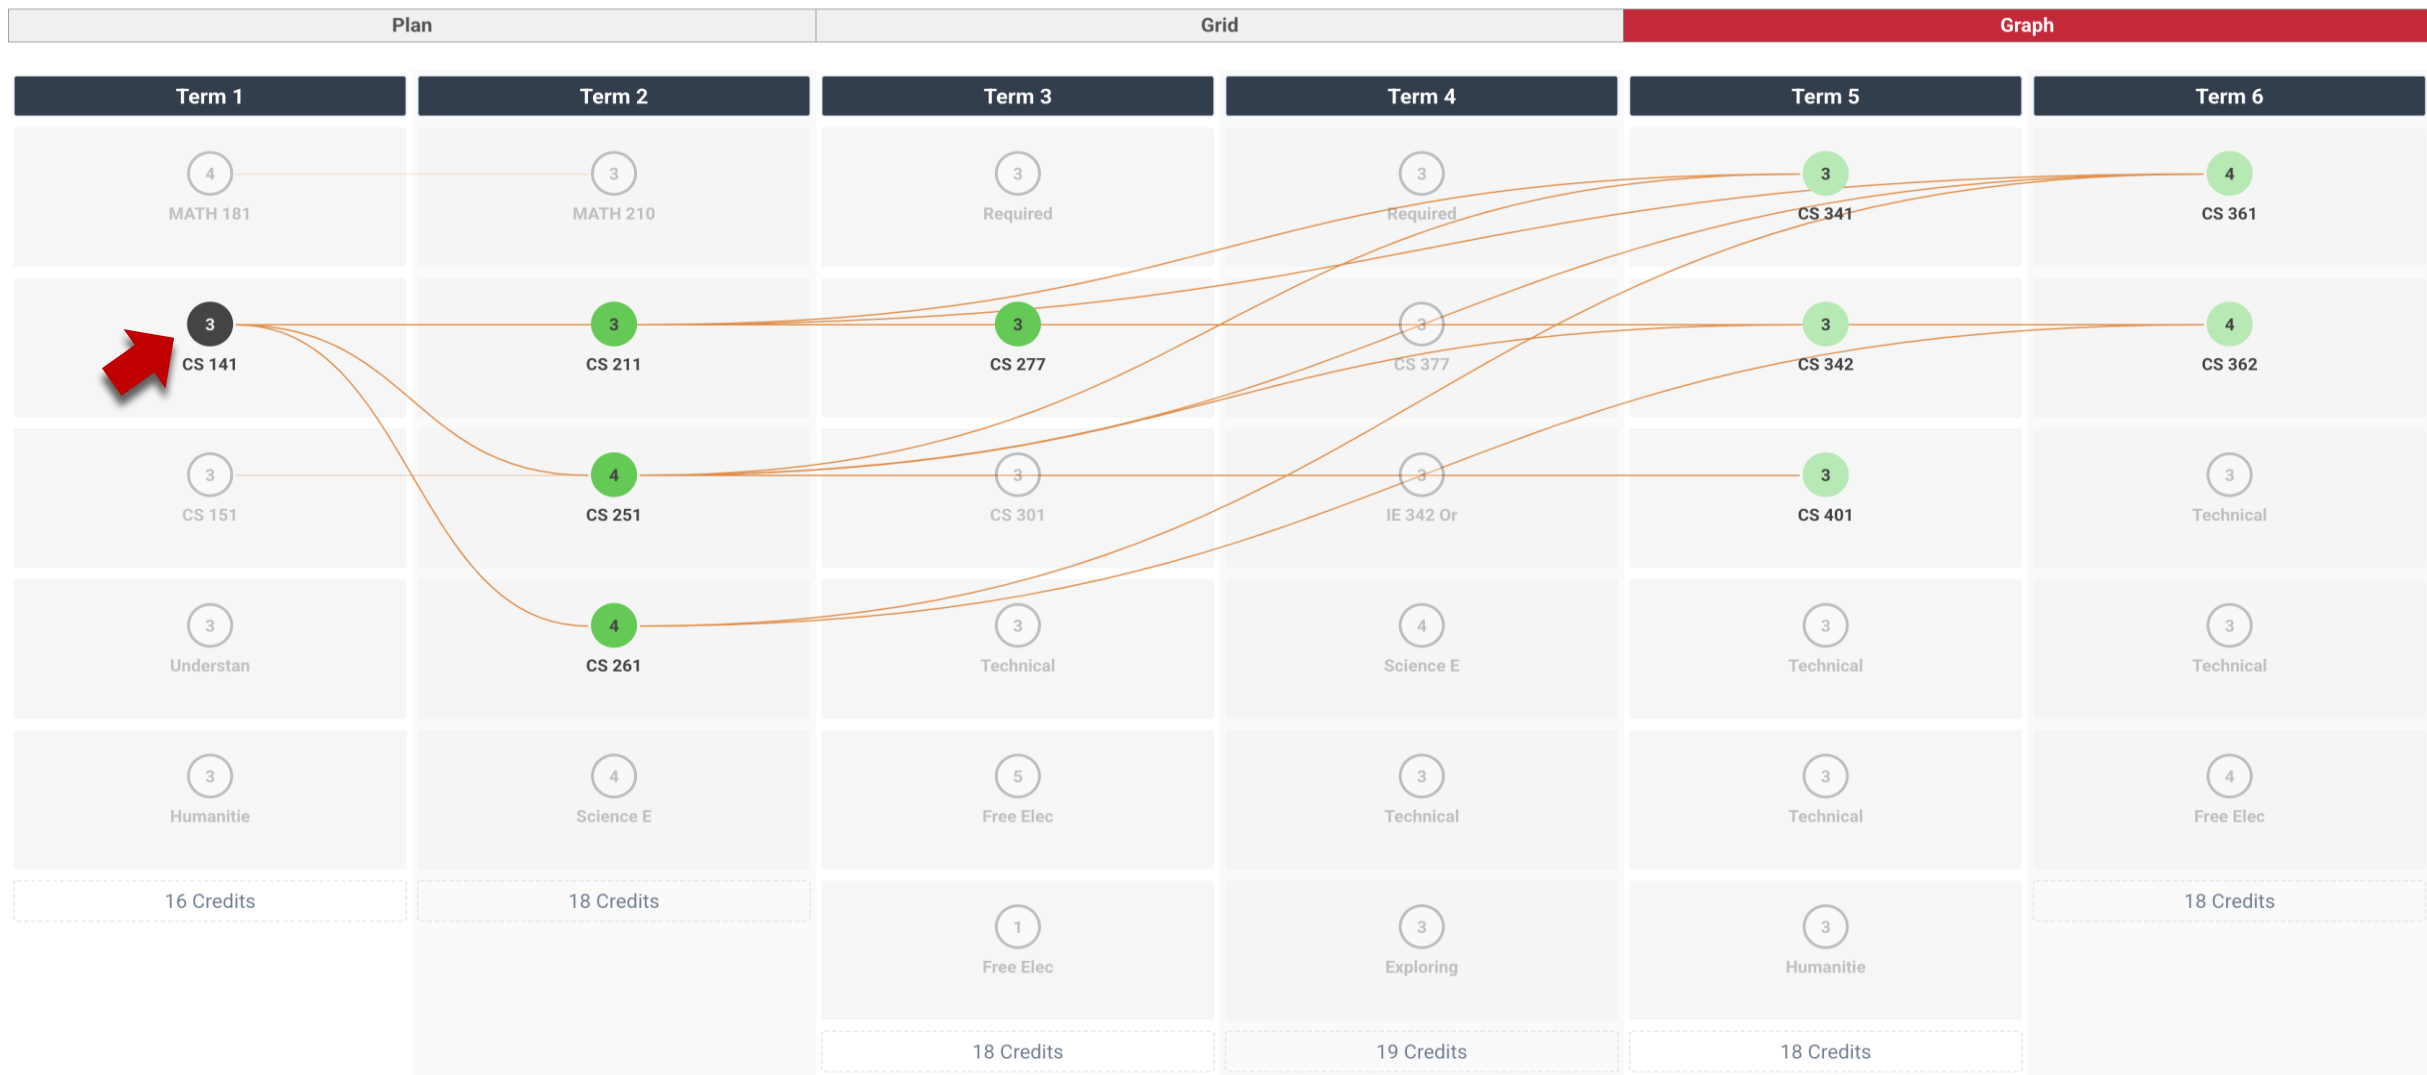 Plan Grid Graph
Term 1 Term 2 Term 3 Term 4 Term 5 Term 6
4 3 3 3 3 4
MATH 181 MATH 210 Required Required CS 341 CS 361
3 3 3 3 3 4
CS 141 CS 211 CS 277 CS 377 CS 342 CS 362
3 4 3 3 3 3
CS 151 CS 251 CS 301 IE 342 Or CS 401 Technical
3 4 3 4 3 3
Understan CS 261 Technical Science E Technical Technical
3 4 5 3 3 4
Humanitie Science E Free Elec Technical Technical Free Elec
16 Credits 18 Credits 18 Credits
1 3 3
Free Elec Exploring Humanitie
18 Credits 19 Credits 18 Credits